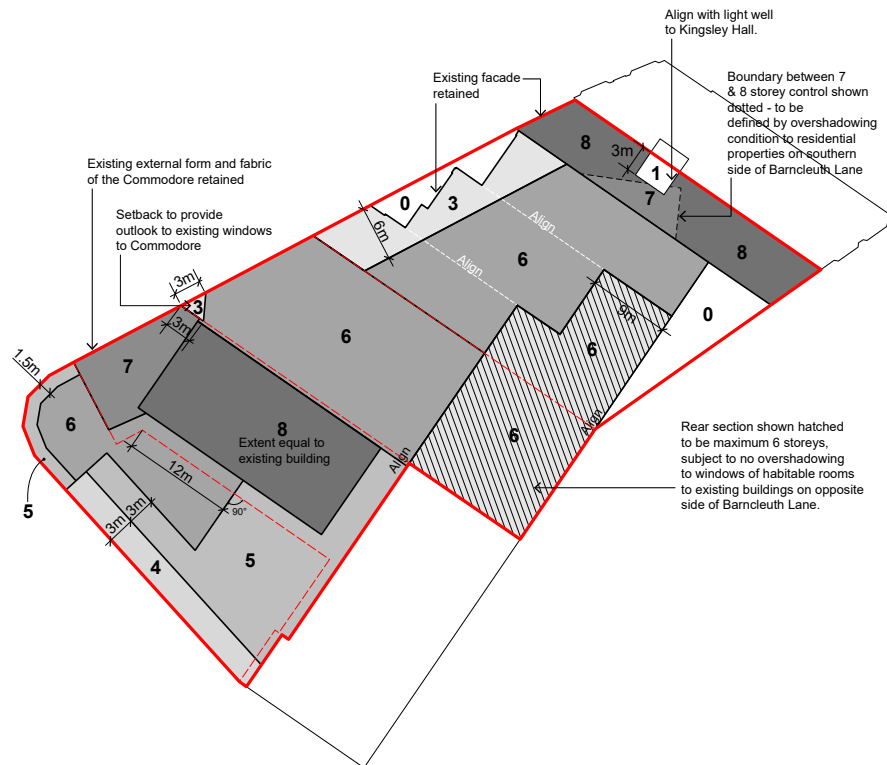 Align with light well
to Kingsley Hall.
Existing facade
retained
Boundary between 7
& 8 storey control shown
dotted - to be
defined by overshadowing
condition to residential
properties on southern
side of Barncleuth Lane
Existing external form and fabric
of the Commodore retained
Setback to provide
outlook to existing windows
to Commodore
8
3m
1
7
8
0
3
6m
Align
Align
6
0
9m
3m
3
3m
6
6
7
1.5m
6
8
Extent equal to
existing building
Align
6
Align
Rear section shown hatched
to be maximum 6 storeys,
subject to no overshadowing
to windows of habitable rooms
to existing buildings on opposite
side of Barncleuth Lane.
12m
90°
5
3m
3m
5
4